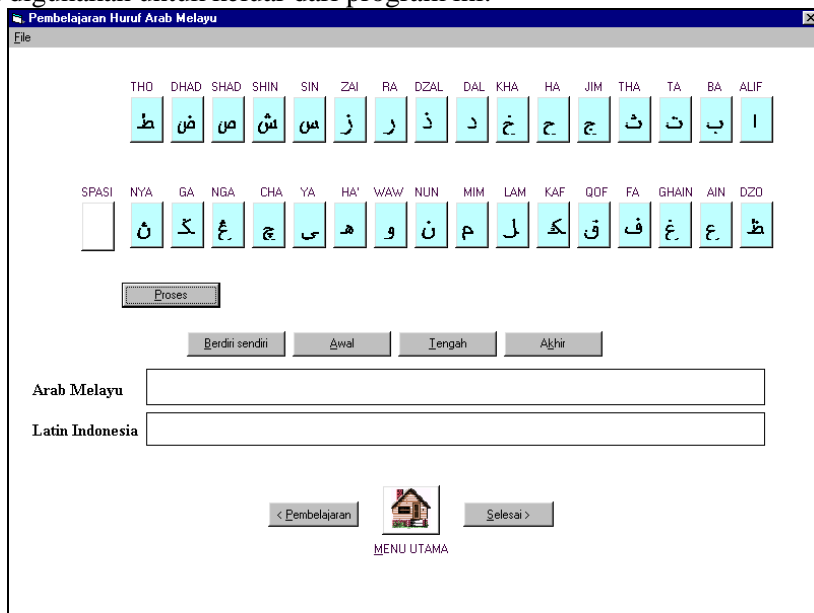 digunakan untuk keluar dari program ini.
Pembelajaran Huruf Arab Melayu
File
THO DHAD SHAD SHIN SIN ZAI RA DZAL DAL KHA HA JIM THA TA BA ALIF
ا ب ت ث ج ح خ د ذ ر ز س ش ص ض ط
SPASI NYA GA NGA CHA YA HA' WAW NUN MIM LAM KAF QOF FA GHAIN AIN DZO
ظ ع غ ف ق ک ل م ن و ه ى چ ڠ ݢ ڽ
Proses
Berdiri sendiri Awal Tengah Akhir
Arab Melayu
Latin Indonesia
< Pembelajaran Selesai >
MENU UTAMA